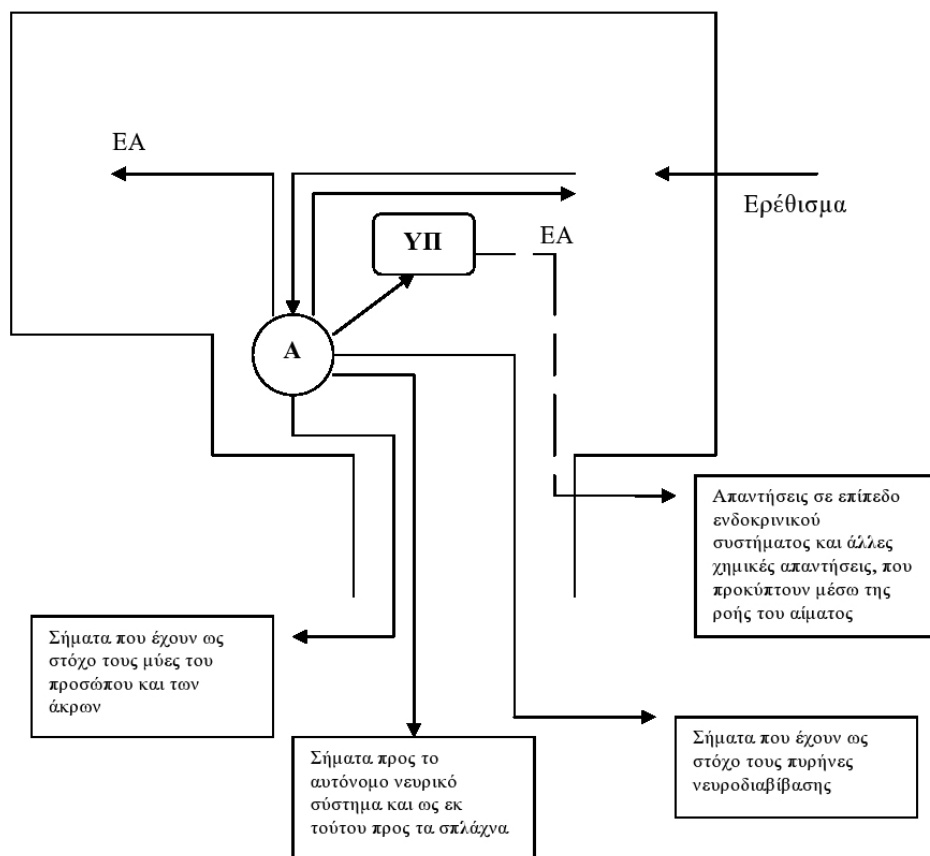 ΕΑ
Ερέθισμα
ΥΠ
ΕΑ
Α
Απαντήσεις σε επίπεδο
ενδοκρινικού
συστήματος και άλλες
χημικές απαντήσεις, που
προκύπτουν μέσω της
ροής του αίματος
Σήματα που έχουν ως
στόχο τους μύες του
προσώπου και των
άκρων
Σήματα προς το
αυτόνομο νευρικό
σύστημα και ως εκ
τούτου προς τα σπλάχνα
Σήματα που έχουν ως
στόχο τους πυρήνες
νευροδιαβίβασης